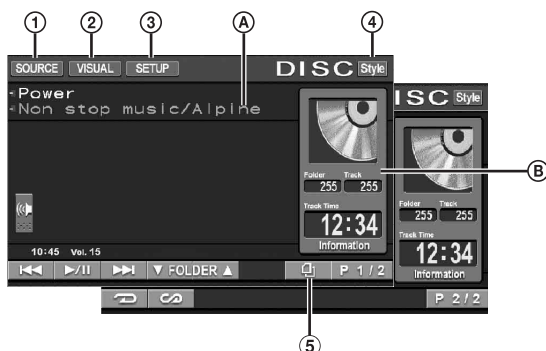 1 2 3 A 4
SOURCE VISUAL SETUP DISC Style
Power
Non stop music/Alpine
Folder Track
255 255
Track Time
12:34
Information
10:45 Vol. 15
▼ FOLDER ▲ P 1/2
ISC Style
Folder Track
255 255
Track Time
12:34
Information
P 2/2
B
5